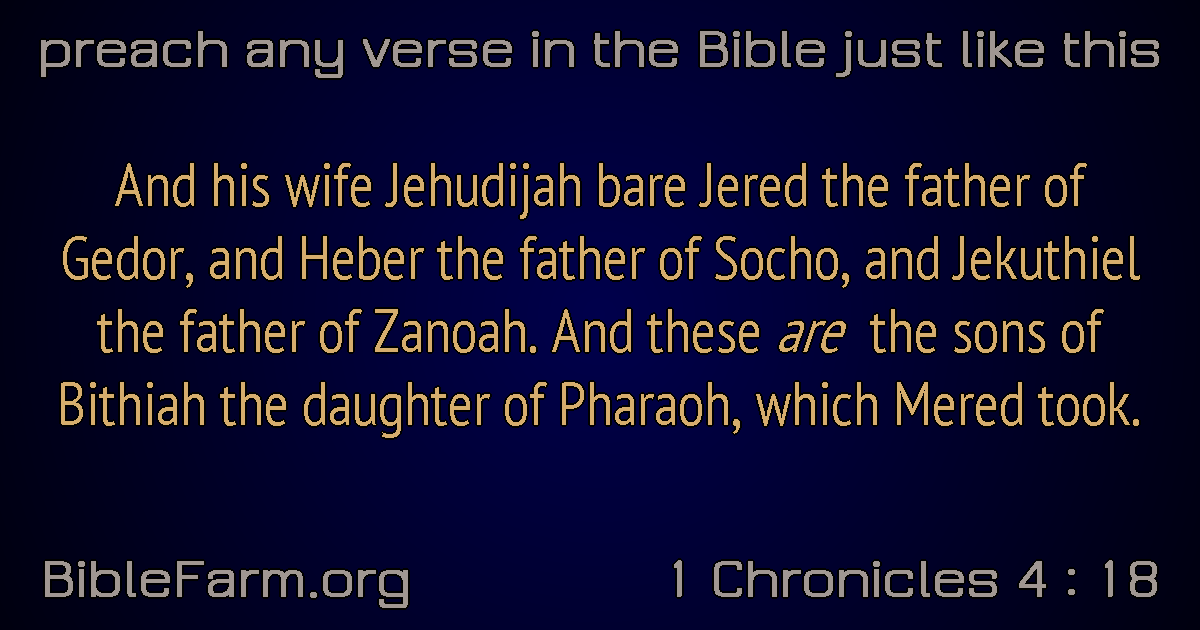 preach any verse in the Bible just like this
And his wife Jehudijah bare Jered the father of
Gedor, and Heber the father of Socho, and Jekuthiel
the father of Zanoah. And these are the sons of
Bithiah the daughter of Pharaoh, which Mered took.
BibleFarm.org
1 Chronicles 4 : 18